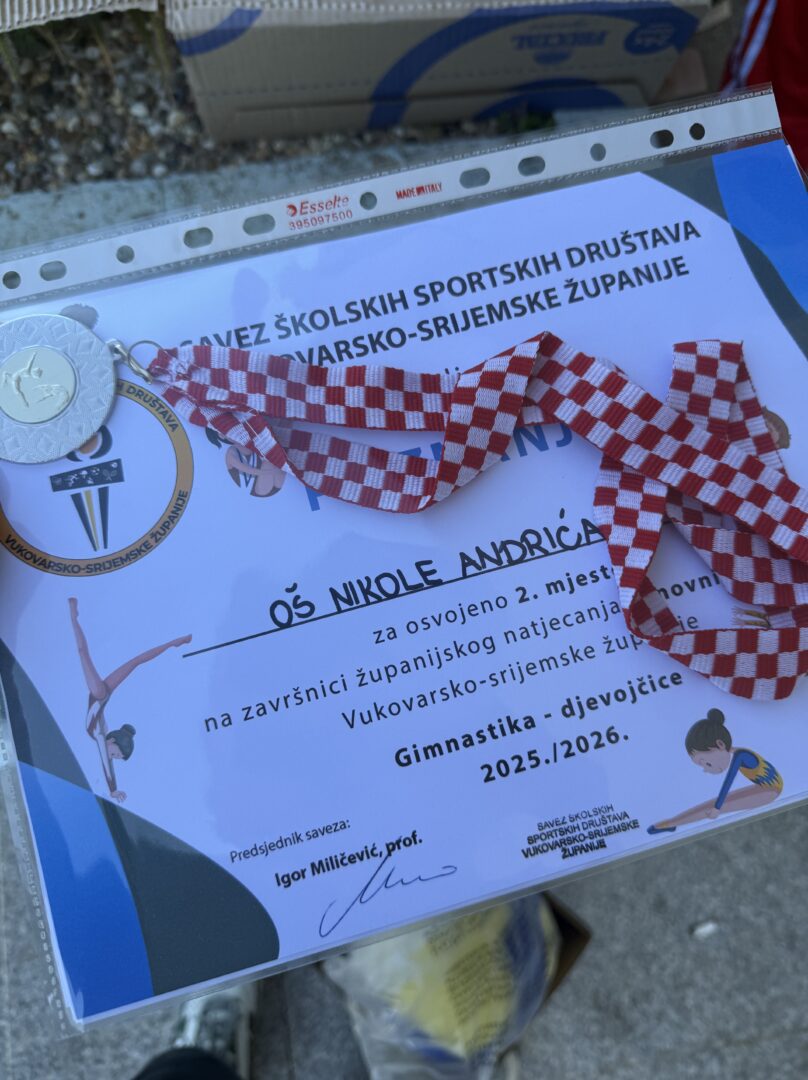 FRECTAL
Esselte
395097500
MADE IN ITALY
SAVEZ ŠKOLSKIH SPORTSKIH DRUŠTAVA
VUKOVARSKO-SRIJEMSKE ŽUPANIJE
DRUŠTAVA
VUKOVARSKO-SRIJEMSKE ŽUPANIJE
OŠ NIKOLE ANDRIĆA
za osvojeno 2. mjesto
na završnici županijskog natjecanja
Vukovarsko-srijemske županije
Gimnastika - djevojčice
2025./2026.
Predsjednik saveza:
Igor Miličević, prof.
SAVEZ ŠKOLSKIH
SPORTSKIH DRUŠTAVA
VUKOVARSKO-SRIJEMSKE
ŽUPANIJE